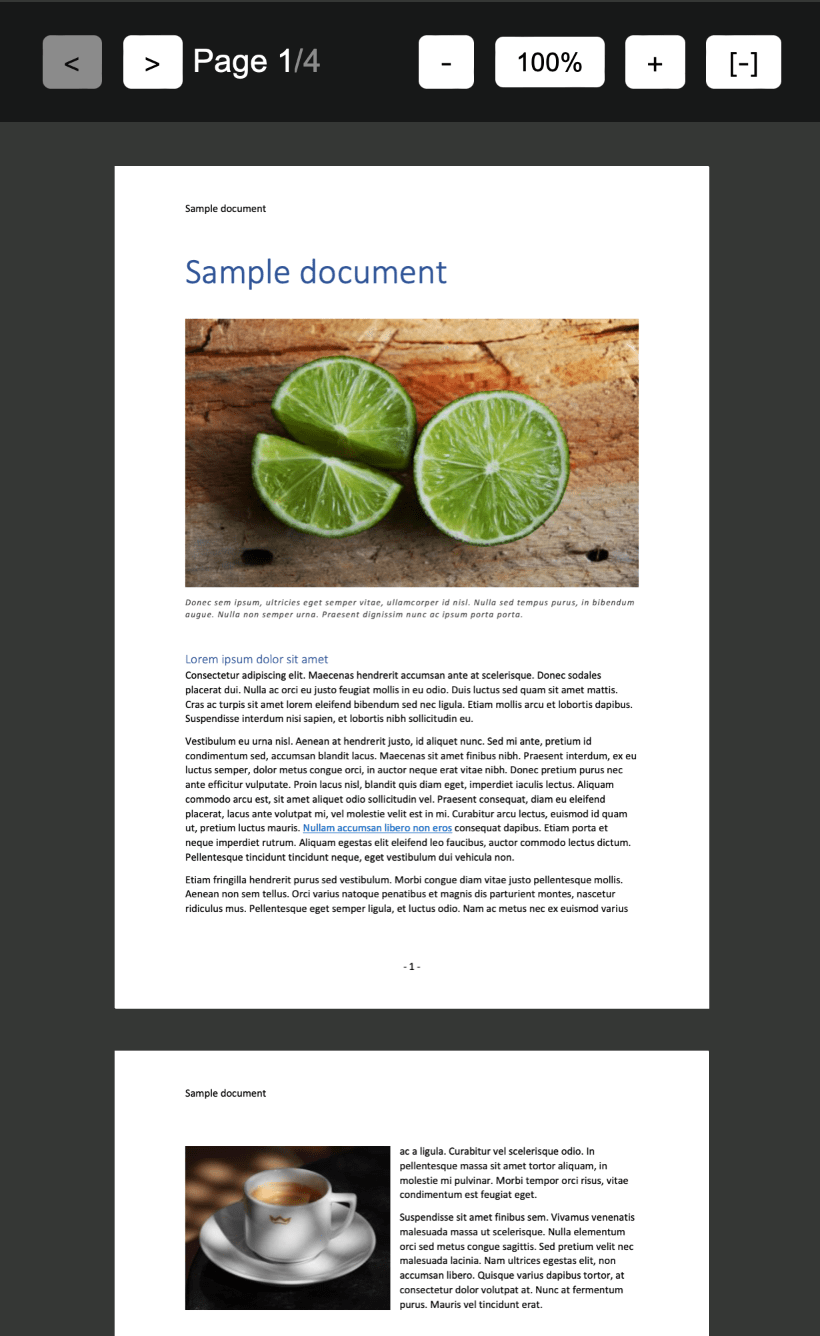 < > Page 1/4 - 100% + [-]
Sample document
Sample document
Donec sem ipsum, ultricies eget semper vitae, ullamcorper id nisl. Nulla sed tempus purus, in bibendum
augue. Nulla non semper urna. Praesent dignissim nunc ac ipsum porta porta.
Lorem ipsum dolor sit amet
Consectetur adipiscing elit. Maecenas hendrerit accumsan ante at scelerisque. Donec sodales
placerat dui. Nulla ac orci eu justo feugiat mollis in eu odio. Duis luctus sed quam sit amet mattis.
Cras ac turpis sit amet lorem eleifend bibendum sed nec ligula. Etiam mollis arcu et lobortis dapibus.
Suspendisse interdum nisi sapien, et lobortis nibh sollicitudin eu.
Vestibulum eu urna nisl. Aenean at hendrerit justo, id aliquet nunc. Sed mi ante, pretium id
condimentum sed, accumsan blandit lacus. Maecenas sit amet finibus nibh. Praesent interdum, ex eu
luctus semper, dolor metus congue orci, in auctor neque erat vitae nibh. Donec pretium purus nec
ante efficitur vulputate. Proin lacus nisl, blandit quis diam eget, imperdiet iaculis lectus. Aliquam
commodo arcu est, sit amet aliquet odio sollicitudin vel. Praesent consequat, diam eu eleifend
placerat, lacus ante volutpat mi, vel molestie velit est in mi. Curabitur arcu lectus, euismod id quam
ut, pretium luctus mauris. Nullam accumsan libero non eros consequat dapibus. Etiam porta et
neque imperdiet rutrum. Aliquam egestas elit eleifend leo faucibus, auctor commodo lectus dictum.
Pellentesque tincidunt tincidunt neque, eget vestibulum dui vehicula non.
Etiam fringilla hendrerit purus sed vestibulum. Morbi congue diam vitae justo pellentesque mollis.
Aenean non sem tellus. Orci varius natoque penatibus et magnis dis parturient montes, nascetur
ridiculus mus. Pellentesque eget semper ligula, et luctus odio. Nam ac metus nec ex euismod varius
- 1 -
Sample document
ac a ligula. Curabitur vel scelerisque odio. In
pellentesque massa sit amet tortor aliquam, in
molestie mi pulvinar. Morbi tempor orci risus, vitae
condimentum est feugiat eget.
Suspendisse sit amet finibus sem. Vivamus venenatis
malesuada massa ut scelerisque. Nulla elementum
orci sed metus congue sagittis. Sed pretium velit nec
malesuada lacinia. Nam ultrices egestas elit, non
accumsan libero. Quisque varius dapibus tortor, at
consectetur dolor volutpat at. Nunc at fermentum
purus. Mauris vel tincidunt erat.